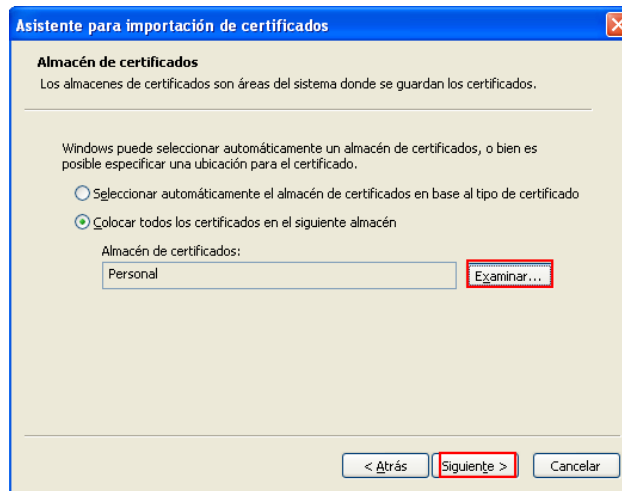 Asistente para importación de certificados
Almacén de certificados
Los almacenes de certificados son áreas del sistema donde se guardan los certificados.
Windows puede seleccionar automáticamente un almacén de certificados, o bien es
posible especificar una ubicación para el certificado.
Seleccionar automáticamente el almacén de certificados en base al tipo de certificado
Colocar todos los certificados en el siguiente almacén
Almacén de certificados:
Personal
Examinar...
< Atrás
Siguiente >
Cancelar